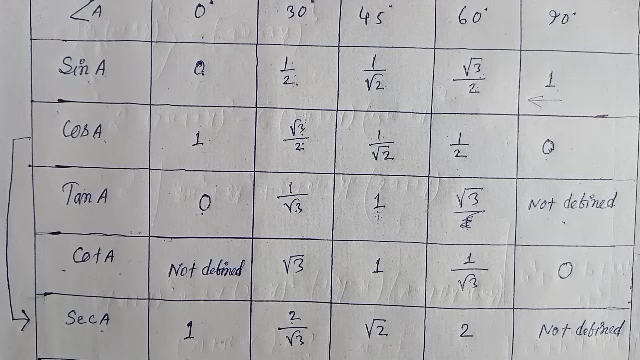 ∠A 0° 30° 45° 60° 90°
Sin A 0 1/2 1/√2 √3/2 1
Cos A 1 √3/2 1/√2 1/2 0
Tan A 0 1/√3 1 √3 Not defined
Cot A Not defined √3 1 1/√3 0
Sec A 1 2/√3 √2 2 Not defined